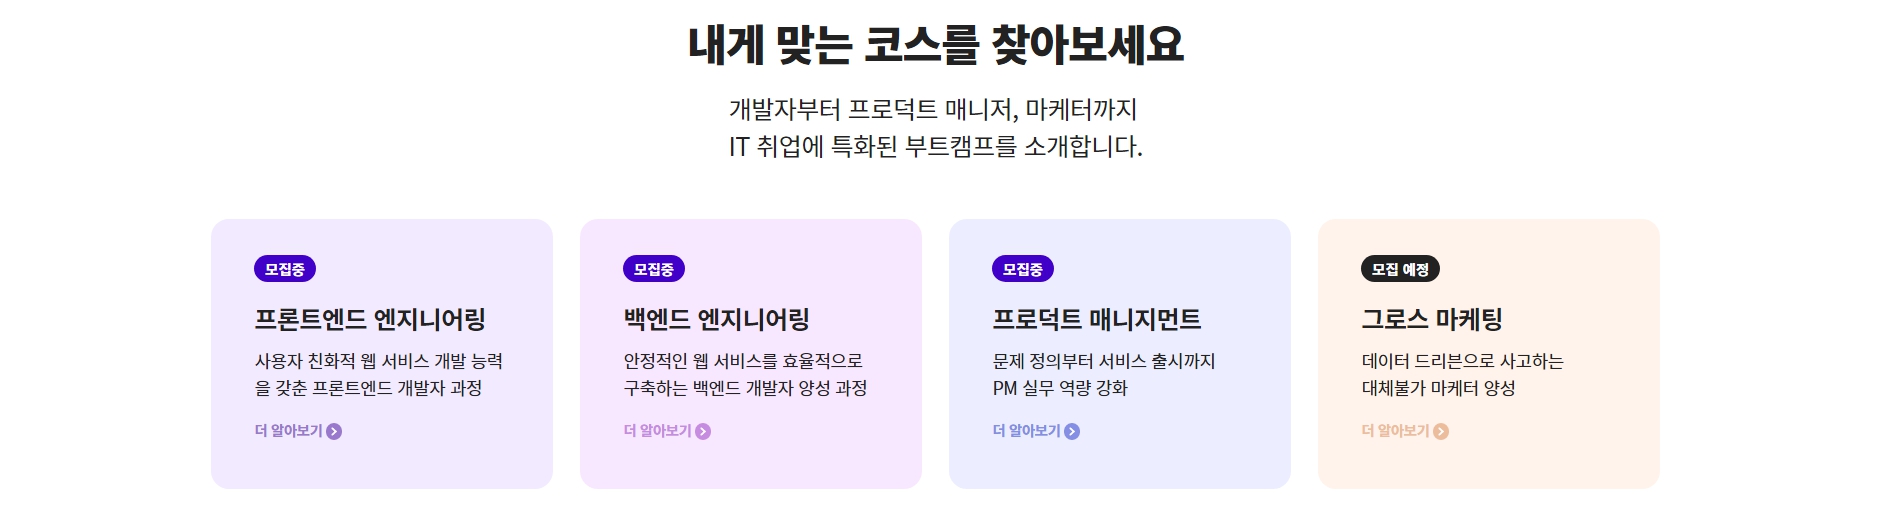 내게 맞는 코스를 찾아보세요
개발자부터 프로덕트 매니저, 마케터까지
IT 취업에 특화된 부트캠프를 소개합니다.
모집중
프론트엔드 엔지니어링
사용자 친화적 웹 서비스 개발 능력
을 갖춘 프론트엔드 개발자 과정
더 알아보기
모집중
백엔드 엔지니어링
안정적인 웹 서비스를 효율적으로
구축하는 백엔드 개발자 양성 과정
더 알아보기
모집중
프로덕트 매니지먼트
문제 정의부터 서비스 출시까지
PM 실무 역량 강화
더 알아보기
모집 예정
그로스 마케팅
데이터 드리븐으로 사고하는
대체불가 마케터 양성
더 알아보기